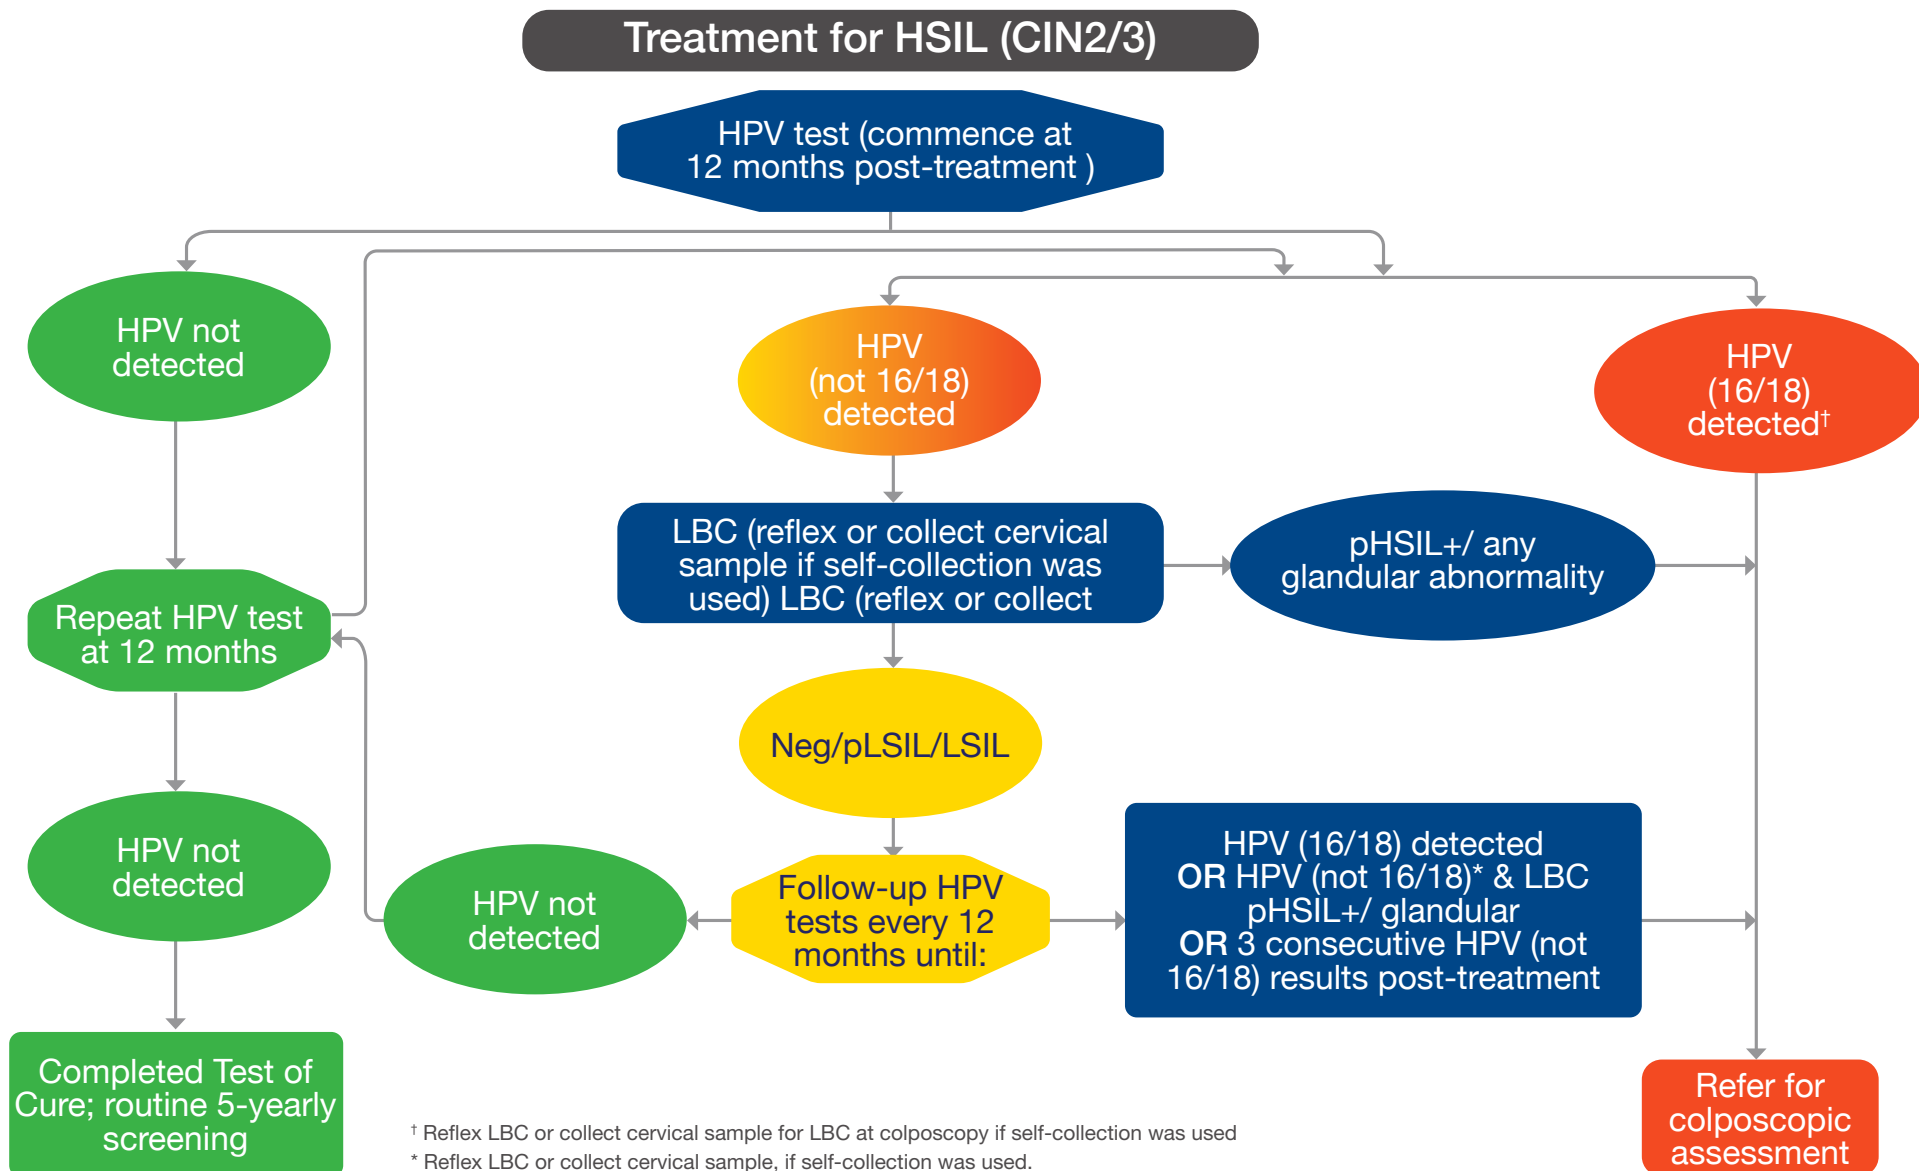 Treatment for HSIL (CIN2/3)
HPV test (commence at
12 months post-treatment )
HPV not
detected
HPV
(not 16/18)
detected
HPV
(16/18)
detected†
LBC (reflex or collect cervical
sample if self-collection was
used) LBC (reflex or collect
pHSIL+/ any
glandular abnormality
Repeat HPV test
at 12 months
Neg/pLSIL/LSIL
HPV not
detected
HPV not
detected
Follow-up HPV
tests every 12
months until:
HPV (16/18) detected
OR HPV (not 16/18)* & LBC
pHSIL+/ glandular
OR 3 consecutive HPV (not
16/18) results post-treatment
Completed Test of
Cure; routine 5-yearly
screening
Refer for
colposcopic
assessment
† Reflex LBC or collect cervical sample for LBC at colposcopy if self-collection was used
* Reflex LBC or collect cervical sample, if self-collection was used.